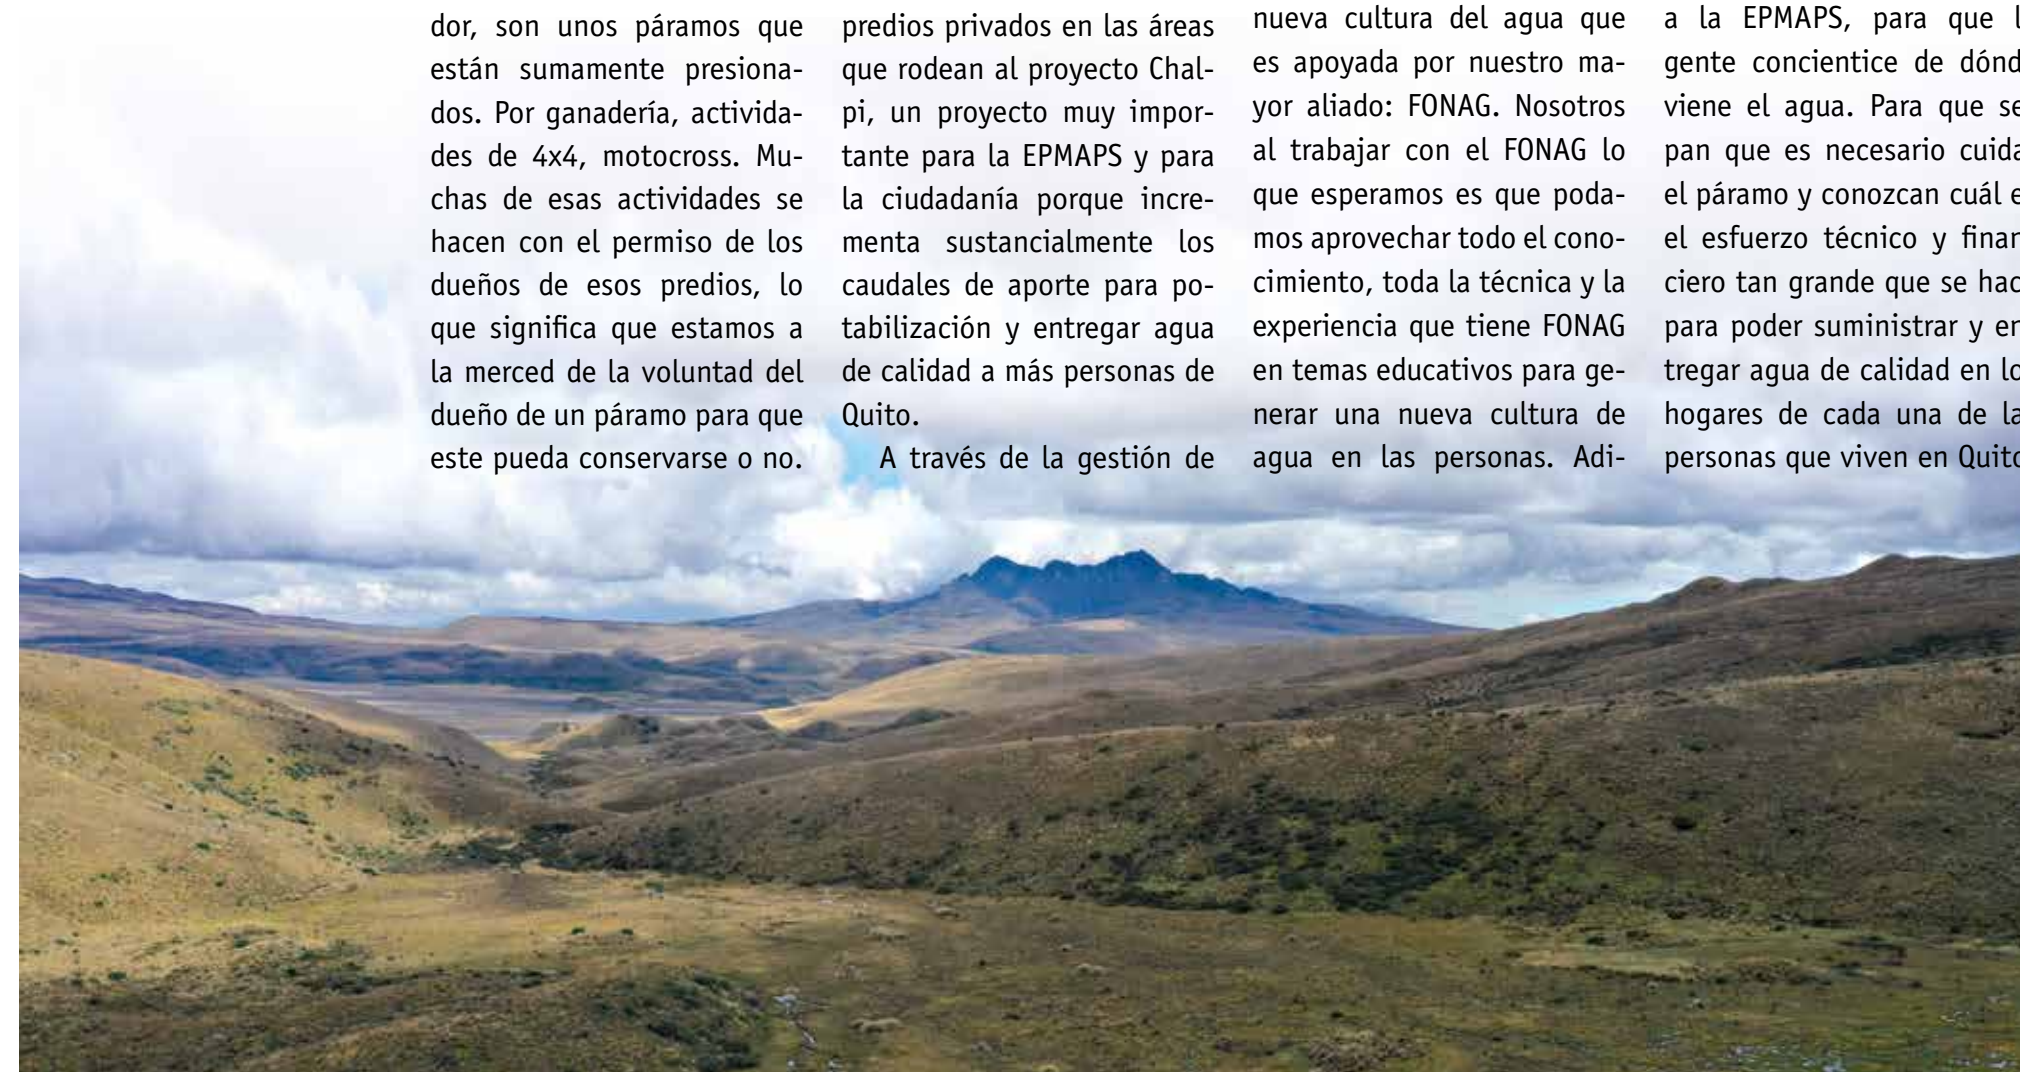 dor, son unos páramos que
están sumamente presiona-
dos. Por ganadería, activida-
des de 4x4, motocross. Mu-
chas de esas actividades se
hacen con el permiso de los
dueños de esos predios, lo
que significa que estamos a
la merced de la voluntad del
dueño de un páramo para que
este pueda conservarse o no.
predios privados en las áreas
que rodean al proyecto Chal-
pi, un proyecto muy impor-
tante para la EPMAPS y para
la ciudadanía porque incre-
menta sustancialmente los
caudales de aporte para po-
tabilización y entregar agua
de calidad a más personas de
Quito.
A través de la gestión de
nueva cultura del agua que
es apoyada por nuestro ma-
yor aliado: FONAG. Nosotros
al trabajar con el FONAG lo
que esperamos es que poda-
mos aprovechar todo el cono-
cimiento, toda la técnica y la
experiencia que tiene FONAG
en temas educativos para ge-
nerar una nueva cultura de
agua en las personas. Adi-
a la EPMAPS, para que
gente concientice de
viene el agua. Para que se
pan que es necesario
el páramo y conozcan cuál
el esfuerzo técnico y finan
ciero tan grande que se
para poder suministrar y en
tregar agua de calidad en
hogares de cada una de
personas que viven en Quito